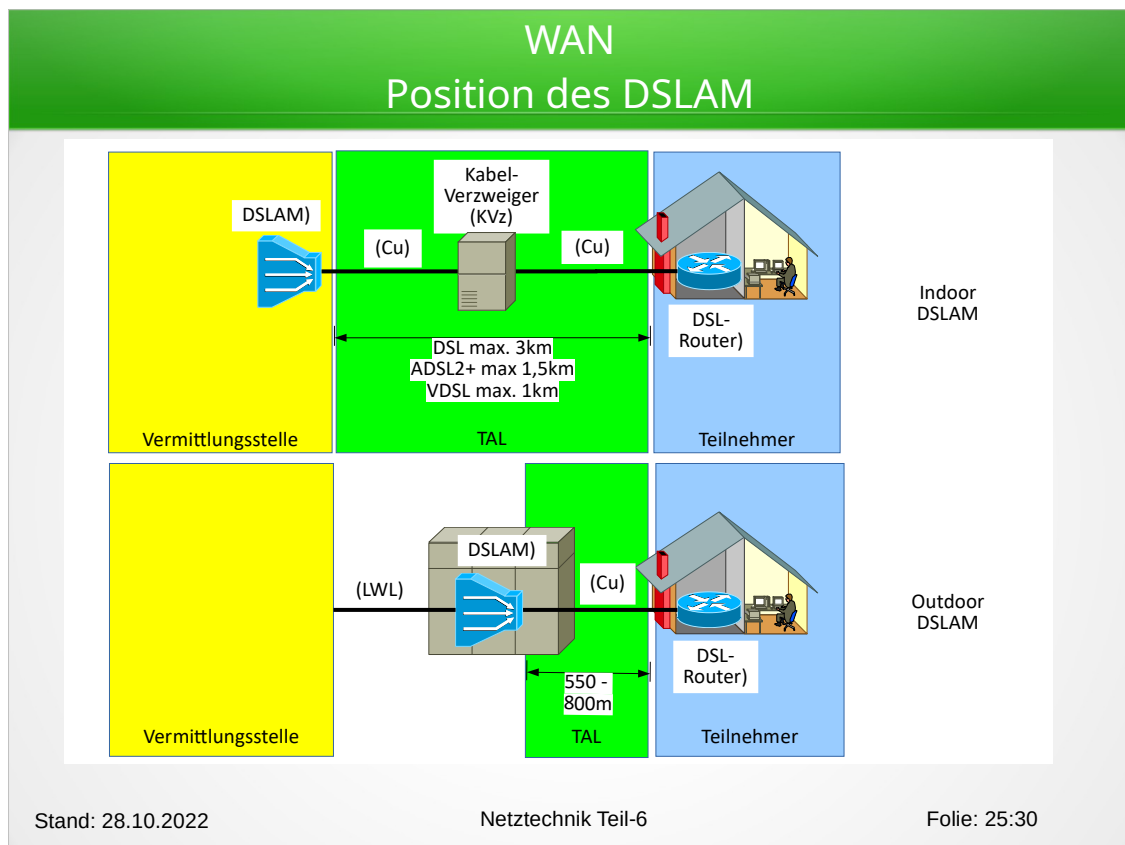 WAN
Position des DSLAM
Kabel-
Verzweiger
(KVz)
DSLAM)
(Cu)
(Cu)
DSL-
Router)
Indoor
DSLAM
DSL max. 3km
ADSL2+ max 1,5km
VDSL max. 1km
Vermittlungsstelle
TAL
Teilnehmer
DSLAM)
(LWL)
(Cu)
Outdoor
DSLAM
DSL-
Router)
550 -
800m
Vermittlungsstelle
TAL
Teilnehmer
Stand: 28.10.2022
Netztechnik Teil-6
Folie: 25:30